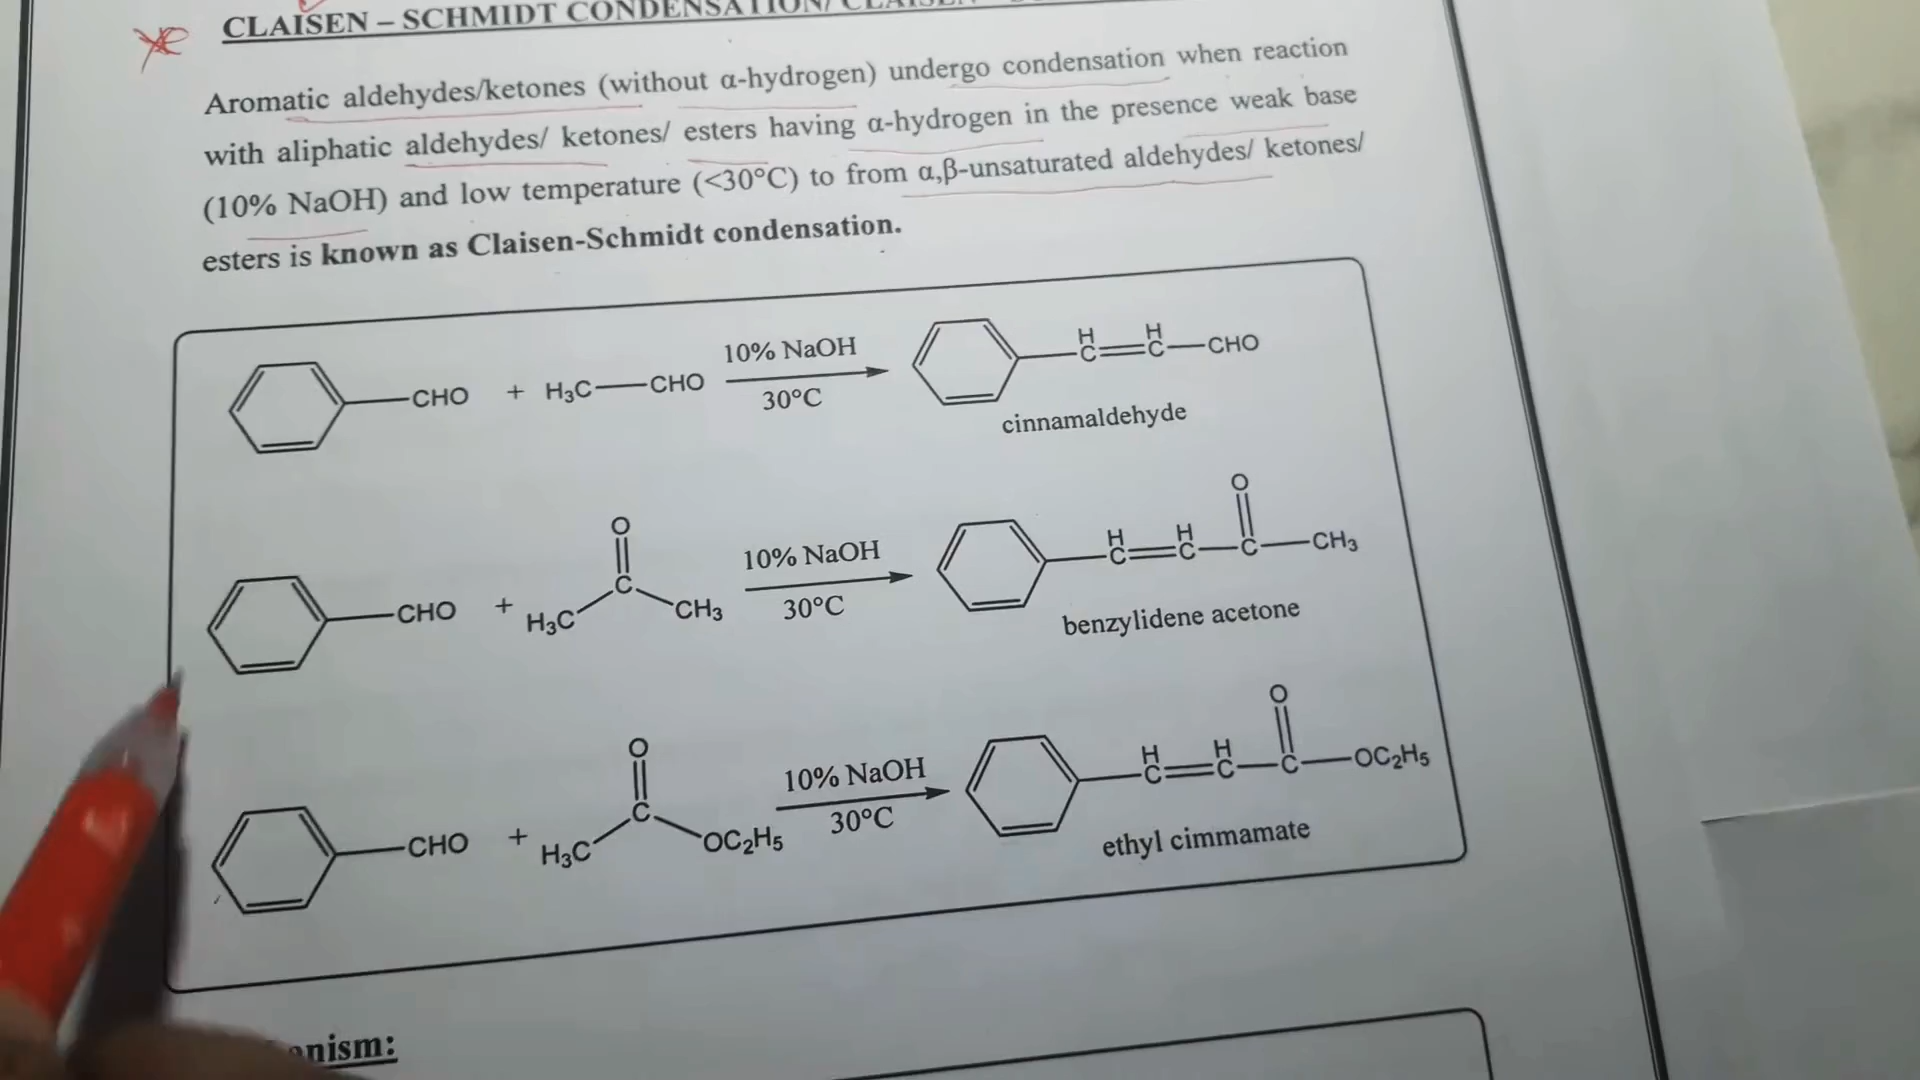 CLAISEN – SCHMIDT CONDENSATION/ CLAISEN
Aromatic aldehydes/ketones (without α-hydrogen) undergo condensation when reaction
with aliphatic aldehydes/ ketones/ esters having α-hydrogen in the presence weak base
(10% NaOH) and low temperature (<30°C) to from α,β-unsaturated aldehydes/ ketones/
esters is known as Claisen-Schmidt condensation.
CHO + H3C CHO 10% NaOH 30°C H C H C CHO
cinnamaldehyde
CHO + H3C O C CH3 10% NaOH 30°C H C H C O C CH3
benzylidene acetone
CHO + H3C O C OC2H5 10% NaOH 30°C H C H C O C OC2H5
ethyl cimmamate
nism: